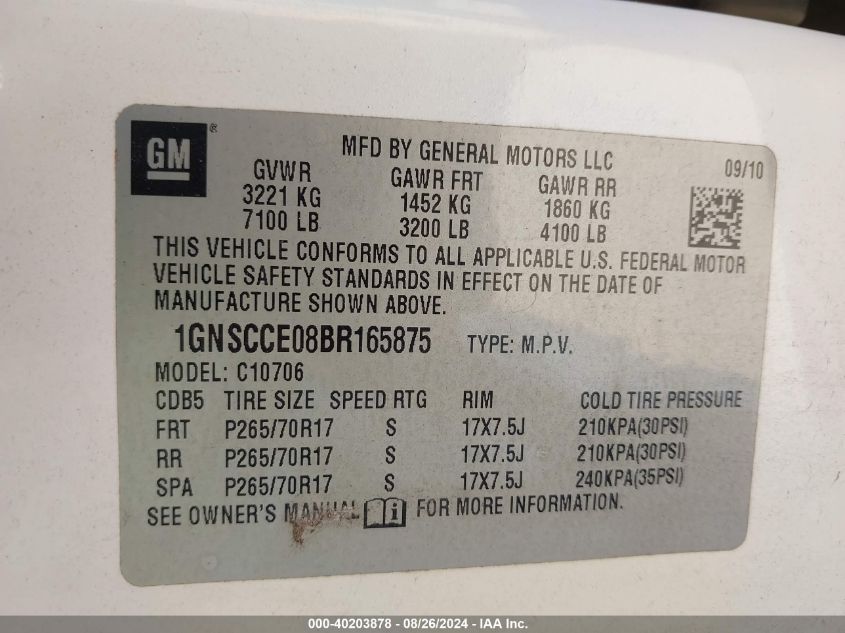 GM ®
MFD BY GENERAL MOTORS LLC
09/10
GVWR GAWR FRT GAWR RR
3221 KG 1452 KG 1860 KG
7100 LB 3200 LB 4100 LB
THIS VEHICLE CONFORMS TO ALL APPLICABLE U.S. FEDERAL MOTOR
VEHICLE SAFETY STANDARDS IN EFFECT ON THE DATE OF
MANUFACTURE SHOWN ABOVE.
1GNSCCE08BR165875 TYPE: M.P.V.
MODEL: C10706
CDB5 TIRE SIZE SPEED RTG RIM COLD TIRE PRESSURE
FRT P265/70R17 S 17X7.5J 210KPA(30PSI)
RR P265/70R17 S 17X7.5J 210KPA(30PSI)
SPA P265/70R17 S 17X7.5J 240KPA(35PSI)
SEE OWNER'S MANUAL i FOR MORE INFORMATION.
000-40203878 - 08/26/2024 - IAA Inc.